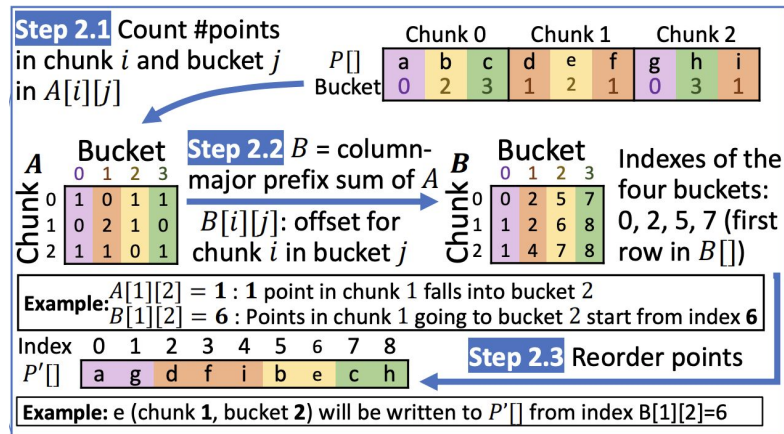 Step 2.1 Count #points
in chunk i and bucket j
in A[i][j]
Chunk 0 Chunk 1 Chunk 2
P[] a b c d e f g h i
Bucket 0 2 3 1 2 1 0 3 1
A Bucket
0 1 2 3
Chunk
0 1 0 1 1
1 0 2 1 0
2 1 1 0 1
Step 2.2 B = column-
major prefix sum of A
B[i][j]: offset for
chunk i in bucket j
B Bucket
0 1 2 3
Chunk
0 0 2 5 7
1 1 2 6 8
2 1 4 7 8
Indexes of the
four buckets:
0, 2, 5, 7 (first
row in B[])
Example: A[1][2] = 1 : 1 point in chunk 1 falls into bucket 2
B[1][2] = 6 : Points in chunk 1 going to bucket 2 start from index 6
Index 0 1 2 3 4 5 6 7 8
P'[] a g d f i b e c h
Step 2.3 Reorder points
Example: e (chunk 1, bucket 2) will be written to P'[] from index B[1][2]=6